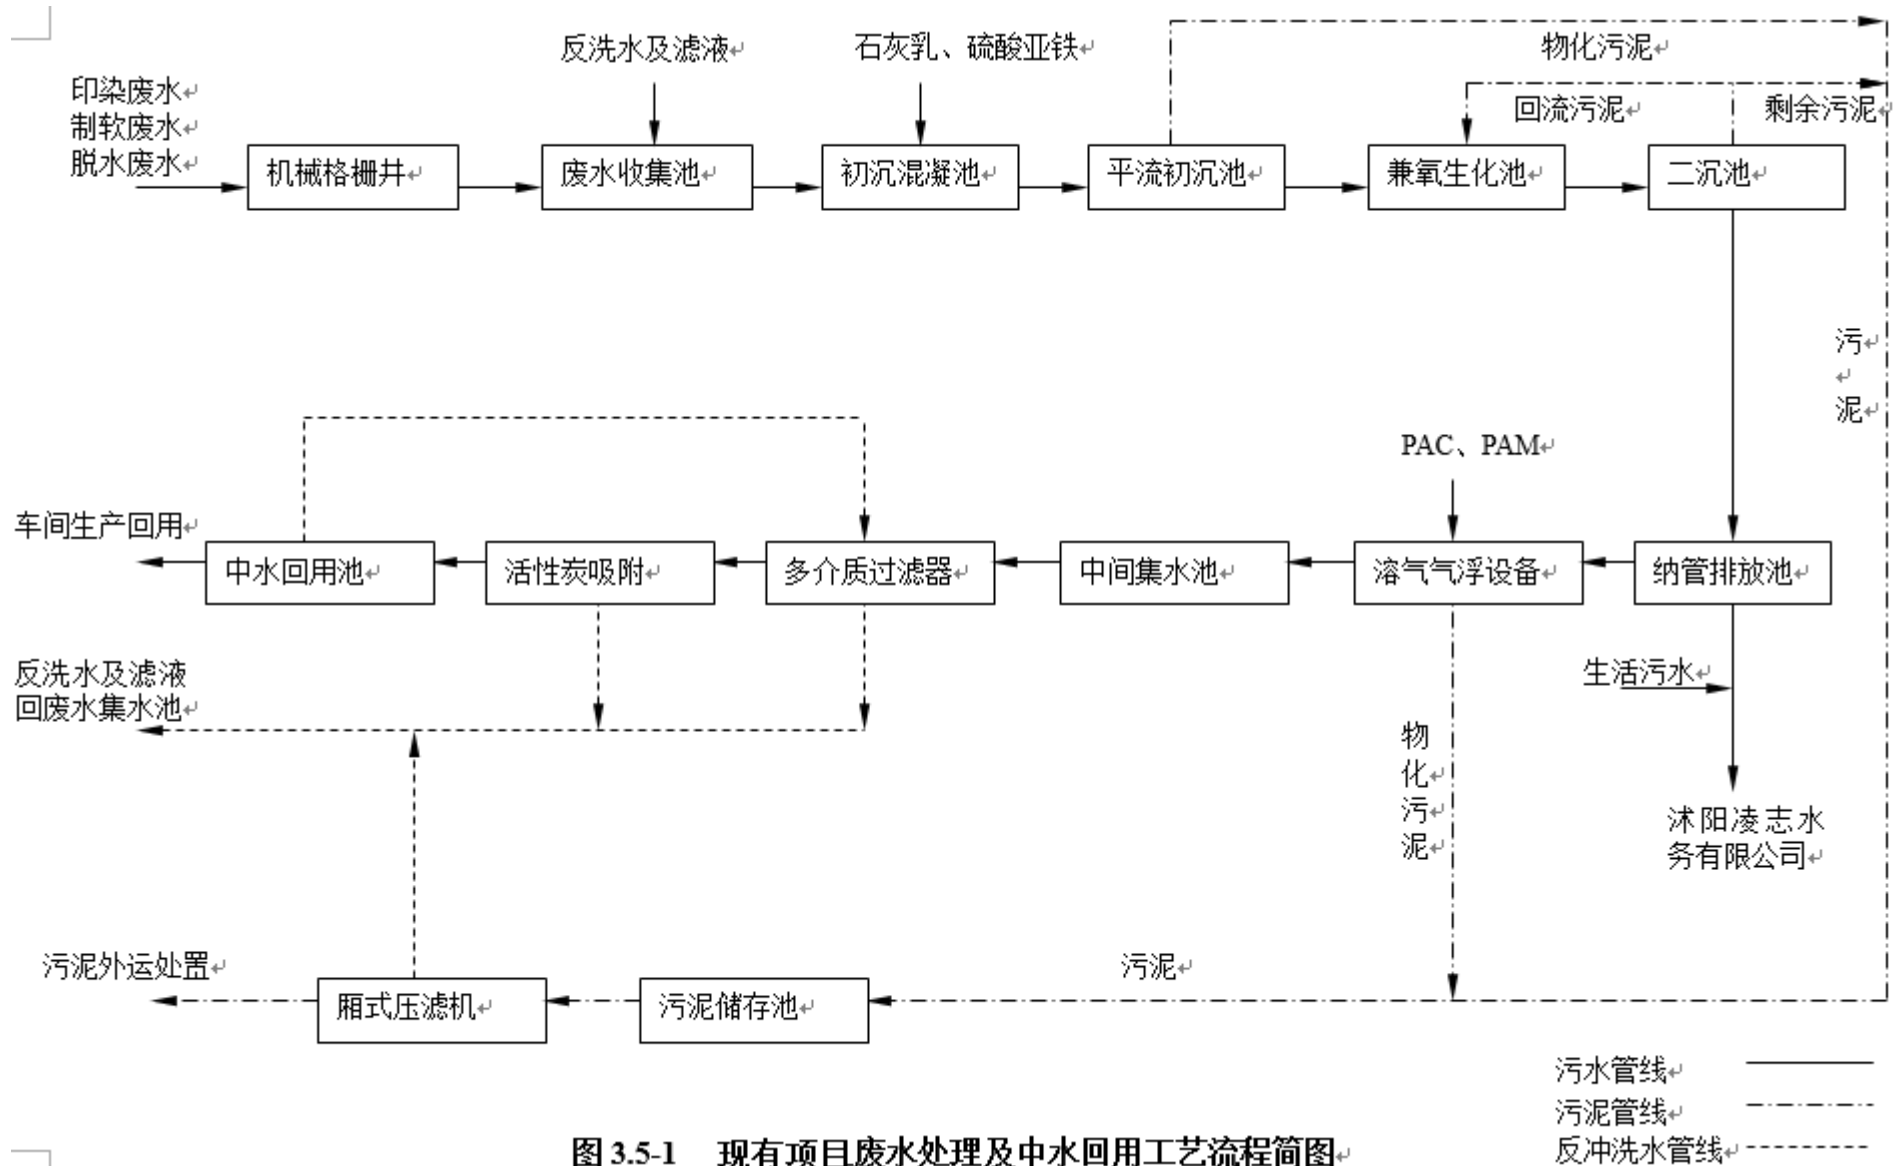 反洗水及滤液
石灰乳、硫酸亚铁
物化污泥
印染废水
制软废水
脱水废水
回流污泥
剩余污泥
机械格栅井
废水收集池
初沉混凝池
平流初沉池
兼氧生化池
二沉池
污
泥
PAC、PAM
车间生产回用
中水回用池
活性炭吸附
多介质过滤器
中间集水池
溶气气浮设备
纳管排放池
反洗水及滤液
回废水集水池
生活污水
物
化
污
泥
沭阳凌志水
务有限公司
污泥外运处置
厢式压滤机
污泥储存池
污泥
污水管线
污泥管线
反冲洗水管线
图 3.5-1 现有项目废水处理及中水回用工艺流程简图